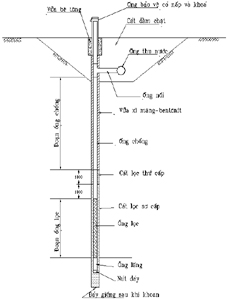 Ống bảo vệ có nắp và khoá
Vữa bê tông
Cát đầm chặt
Ống thu nước
Ống nối
Vữa xi măng-bentônit
Đoạn ống chống
Ống chống
Cát lọc thứ cấp
Cát lọc sơ cấp
Đoạn ống lọc
Ống lọc
Ống lắng
Nút đáy
Đáy giếng sau khi khoan